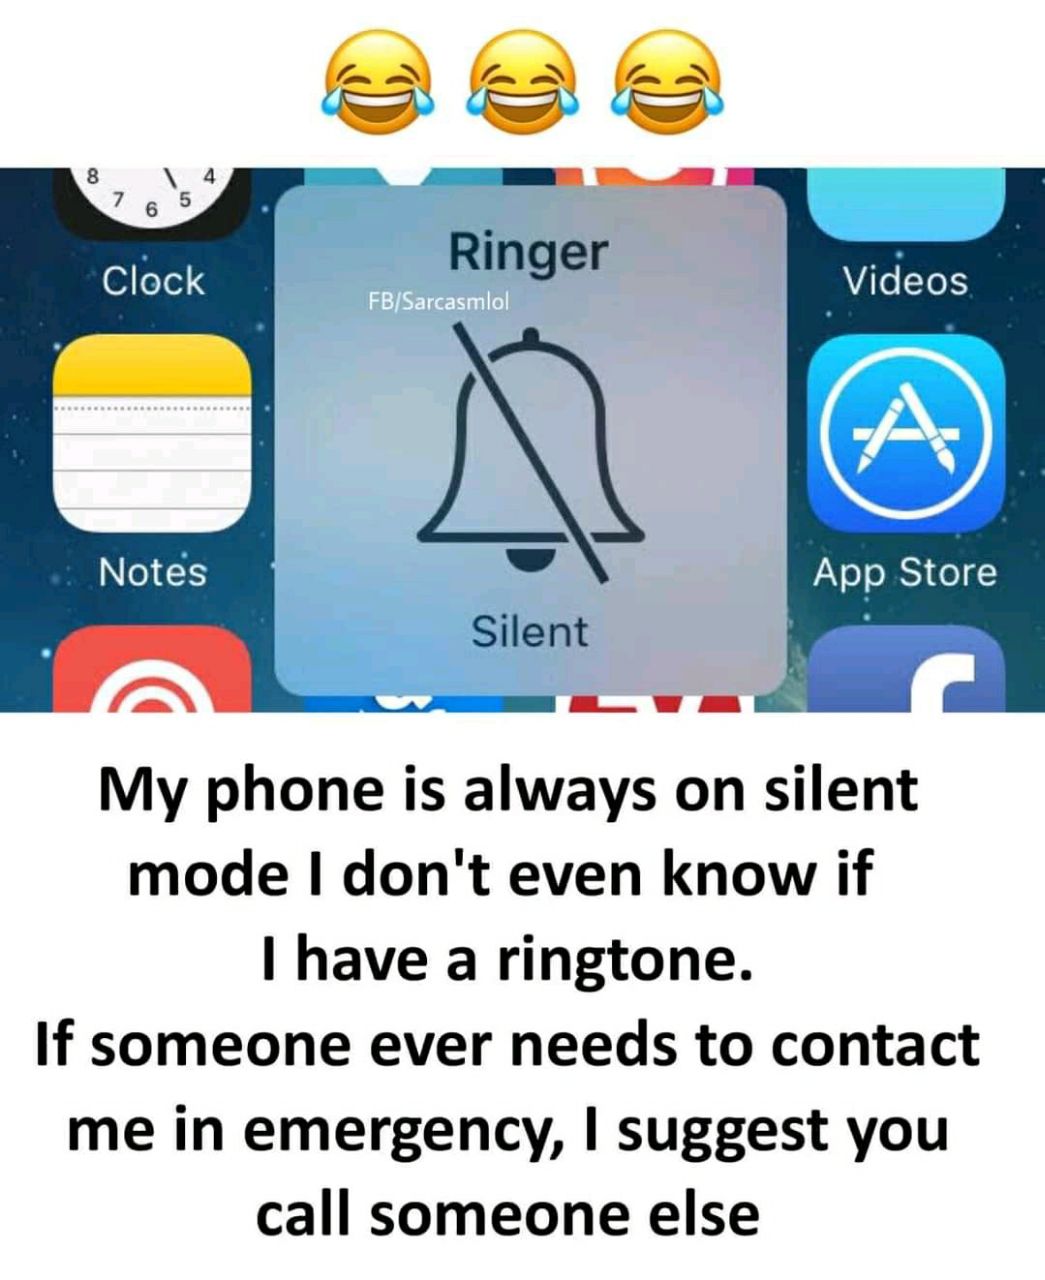 8 4
7 6 5
Ringer
Clock
Videos
FB/Sarcasmlol
Notes
App Store
Silent
My phone is always on silent
mode I don't even know if
I have a ringtone.
If someone ever needs to contact
me in emergency, I suggest you
call someone else